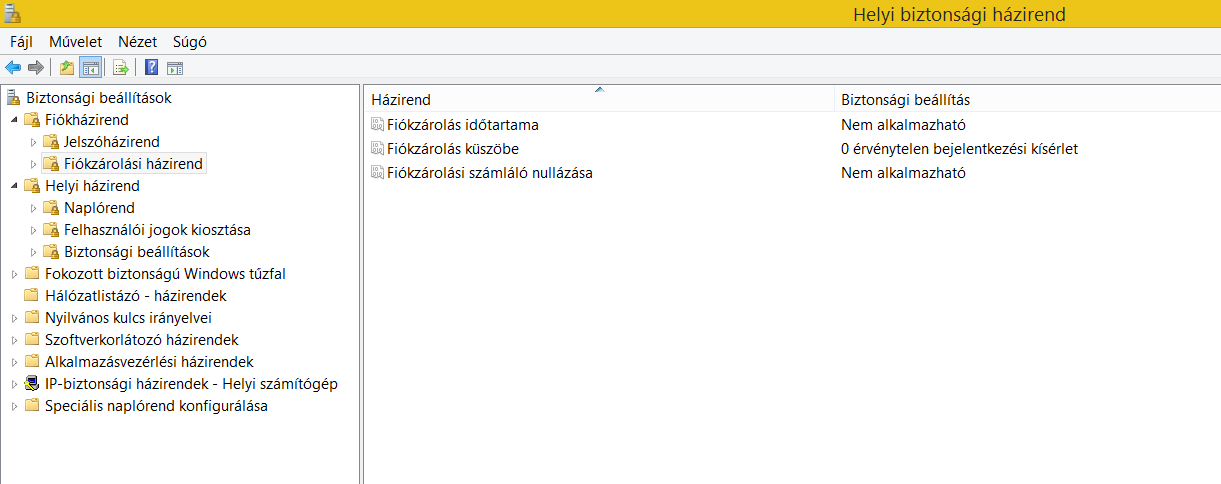 Helyi biztonsági házirend
Fájl Művelet Nézet Súgó
Biztonsági beállítások
Fiókházirend
Jelszóházirend
Fiókzárolási házirend
Helyi házirend
Naplórend
Felhasználói jogok kiosztása
Biztonsági beállítások
Fokozott biztonságú Windows tűzfal
Hálózatlistázó - házirendek
Nyilvános kulcs irányelvei
Szoftverkorlátozó házirendek
Alkalmazásvezérlési házirendek
IP-biztonsági házirendek - Helyi számítógép
Speciális naplórend konfigurálása
Házirend Biztonsági beállítás
Fiókzárolás időtartama Nem alkalmazható
Fiókzárolás küszöbe 0 érvénytelen bejelentkezési kísérlet
Fiókzárolási számláló nullázása Nem alkalmazható